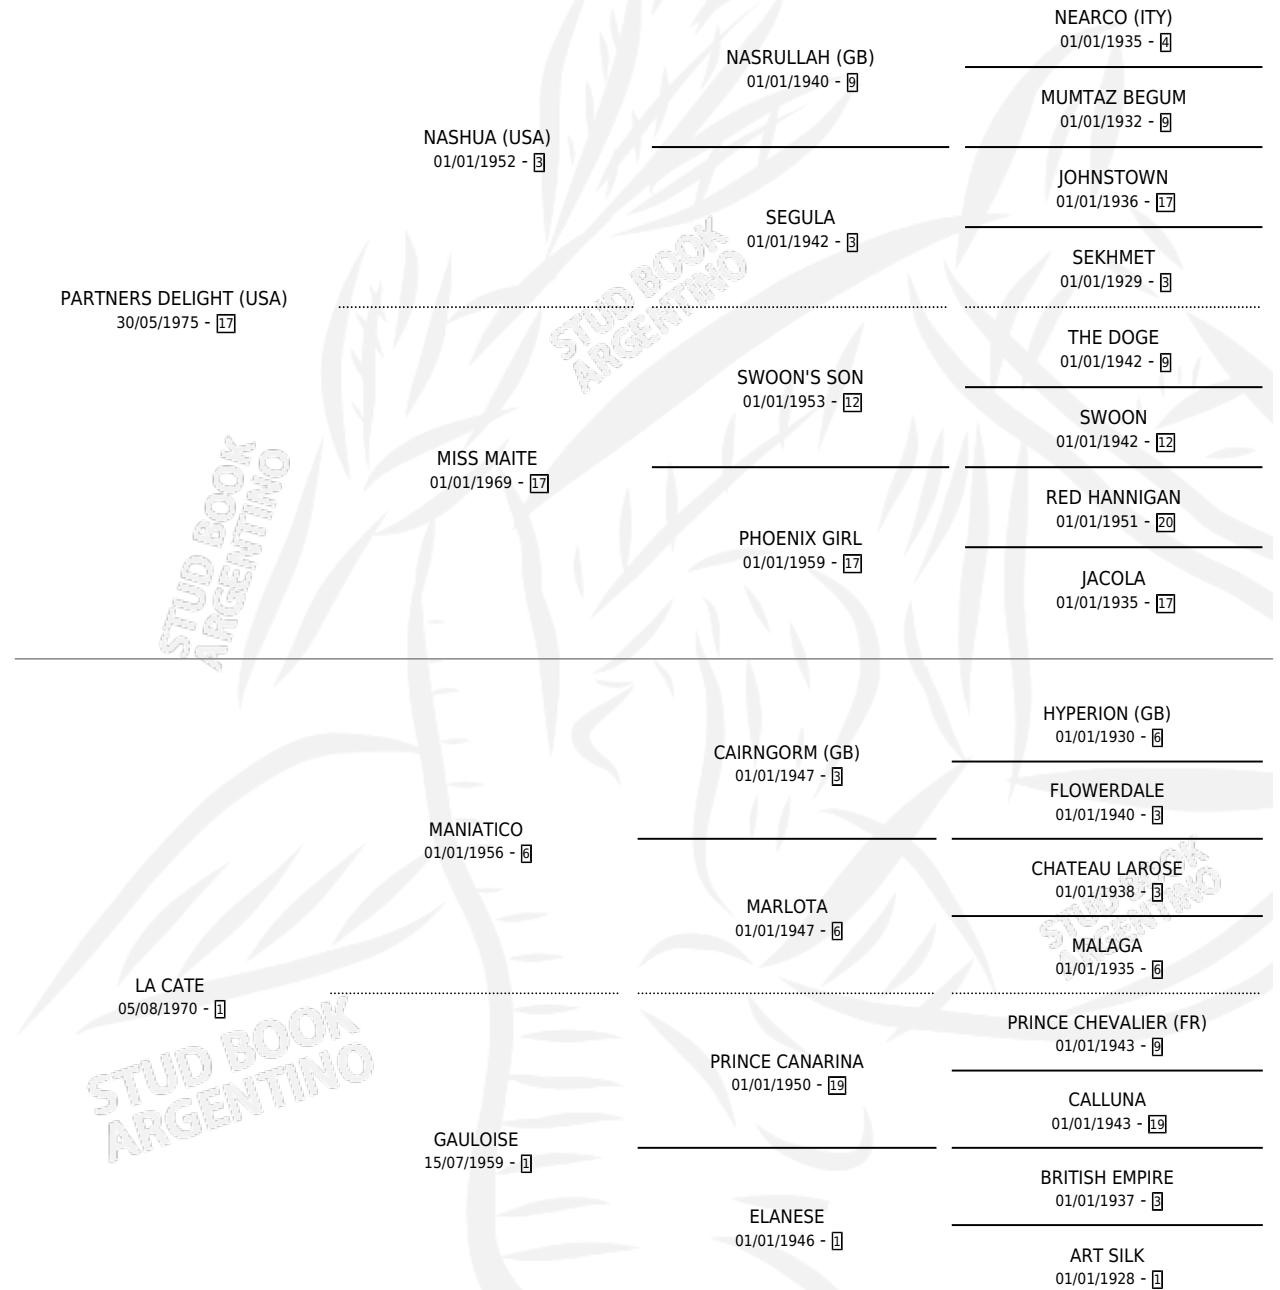 NEARCO (ITY)
01/01/1935 - 4
NASRULLAH (GB)
01/01/1940 - 9
MUMTAZ BEGUM
01/01/1932 - 9
NASHUA (USA)
01/01/1952 - 3
JOHNSTOWN
01/01/1936 - 17
SEGULA
01/01/1942 - 3
SEKHMET
01/01/1929 - 3
PARTNERS DELIGHT (USA)
30/05/1975 - 17
STUD BOOK
ARGENTINO
THE DOGE
01/01/1942 - 9
SWOON'S SON
01/01/1953 - 12
SWOON
01/01/1942 - 12
MISS MAITE
01/01/1969 - 17
RED HANNIGAN
01/01/1951 - 20
PHOENIX GIRL
01/01/1959 - 17
JACOLA
01/01/1935 - 17
STUD BOOK
ARGENTINO
HYPERION (GB)
01/01/1930 - 6
CAIRNGORM (GB)
01/01/1947 - 3
FLOWERDALE
01/01/1940 - 3
MANIATICO
01/01/1956 - 6
CHATEAU LAROSE
01/01/1938 - 3
MARLOTA
01/01/1947 - 6
STUD BOOK
ARGENTINO
MALAGA
01/01/1935 - 6
LA CATE
05/08/1970 - 1
STUD BOOK
ARGENTINO
PRINCE CHEVALIER (FR)
01/01/1943 - 9
PRINCE CANARINA
01/01/1950 - 19
CALLUNA
01/01/1943 - 19
GAULOISE
15/07/1959 - 1
BRITISH EMPIRE
01/01/1937 - 3
ELANESE
01/01/1946 - 1
ART SILK
01/01/1928 - 1